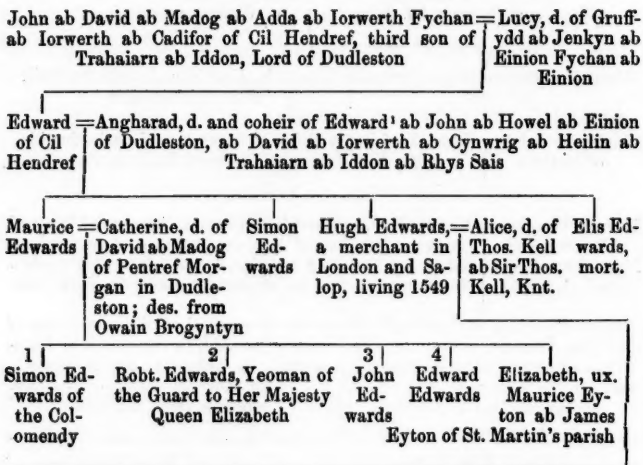 John ab David ab Madog ab Adda ab Iorwerth Fychan = Lucy, d. of Gruff-
ab Iorwerth ab Cadifor of Cil Hendref, third son of ydd ab Jenkyn ab
Trahaiarn ab Iddon, Lord of Dudleston Einion Fychan ab
Einion
Edward = Angharad, d. and coheir of Edward¹ ab John ab Howel ab Einion
of Cil of Dudleston, ab David ab Iorwerth ab Cynwrig ab Heilin ab
Hendref Trahaiarn ab Iddon ab Rhys Sais
Maurice = Catherine, d. of Simon Hugh Edwards, = Alice, d. of Elis Ed-
Edwards David ab Madog Ed- a merchant in Thos. Kell wards,
of Pentref Mor- wards London and Sa- ab Sir Thos. mort.
gan in Dudle- lop, living 1549 Kell, Knt.
ston; des. from
Owain Brogyntyn
1 2 3 4
Simon Ed- Robt. Edwards, Yeoman of John Edward Elizabeth, ux.
wards of the Guard to Her Majesty Ed- Edwards Maurice Ey-
the Col- Queen Elizabeth wards ton ab James
omendy Eyton of St. Martin's parish